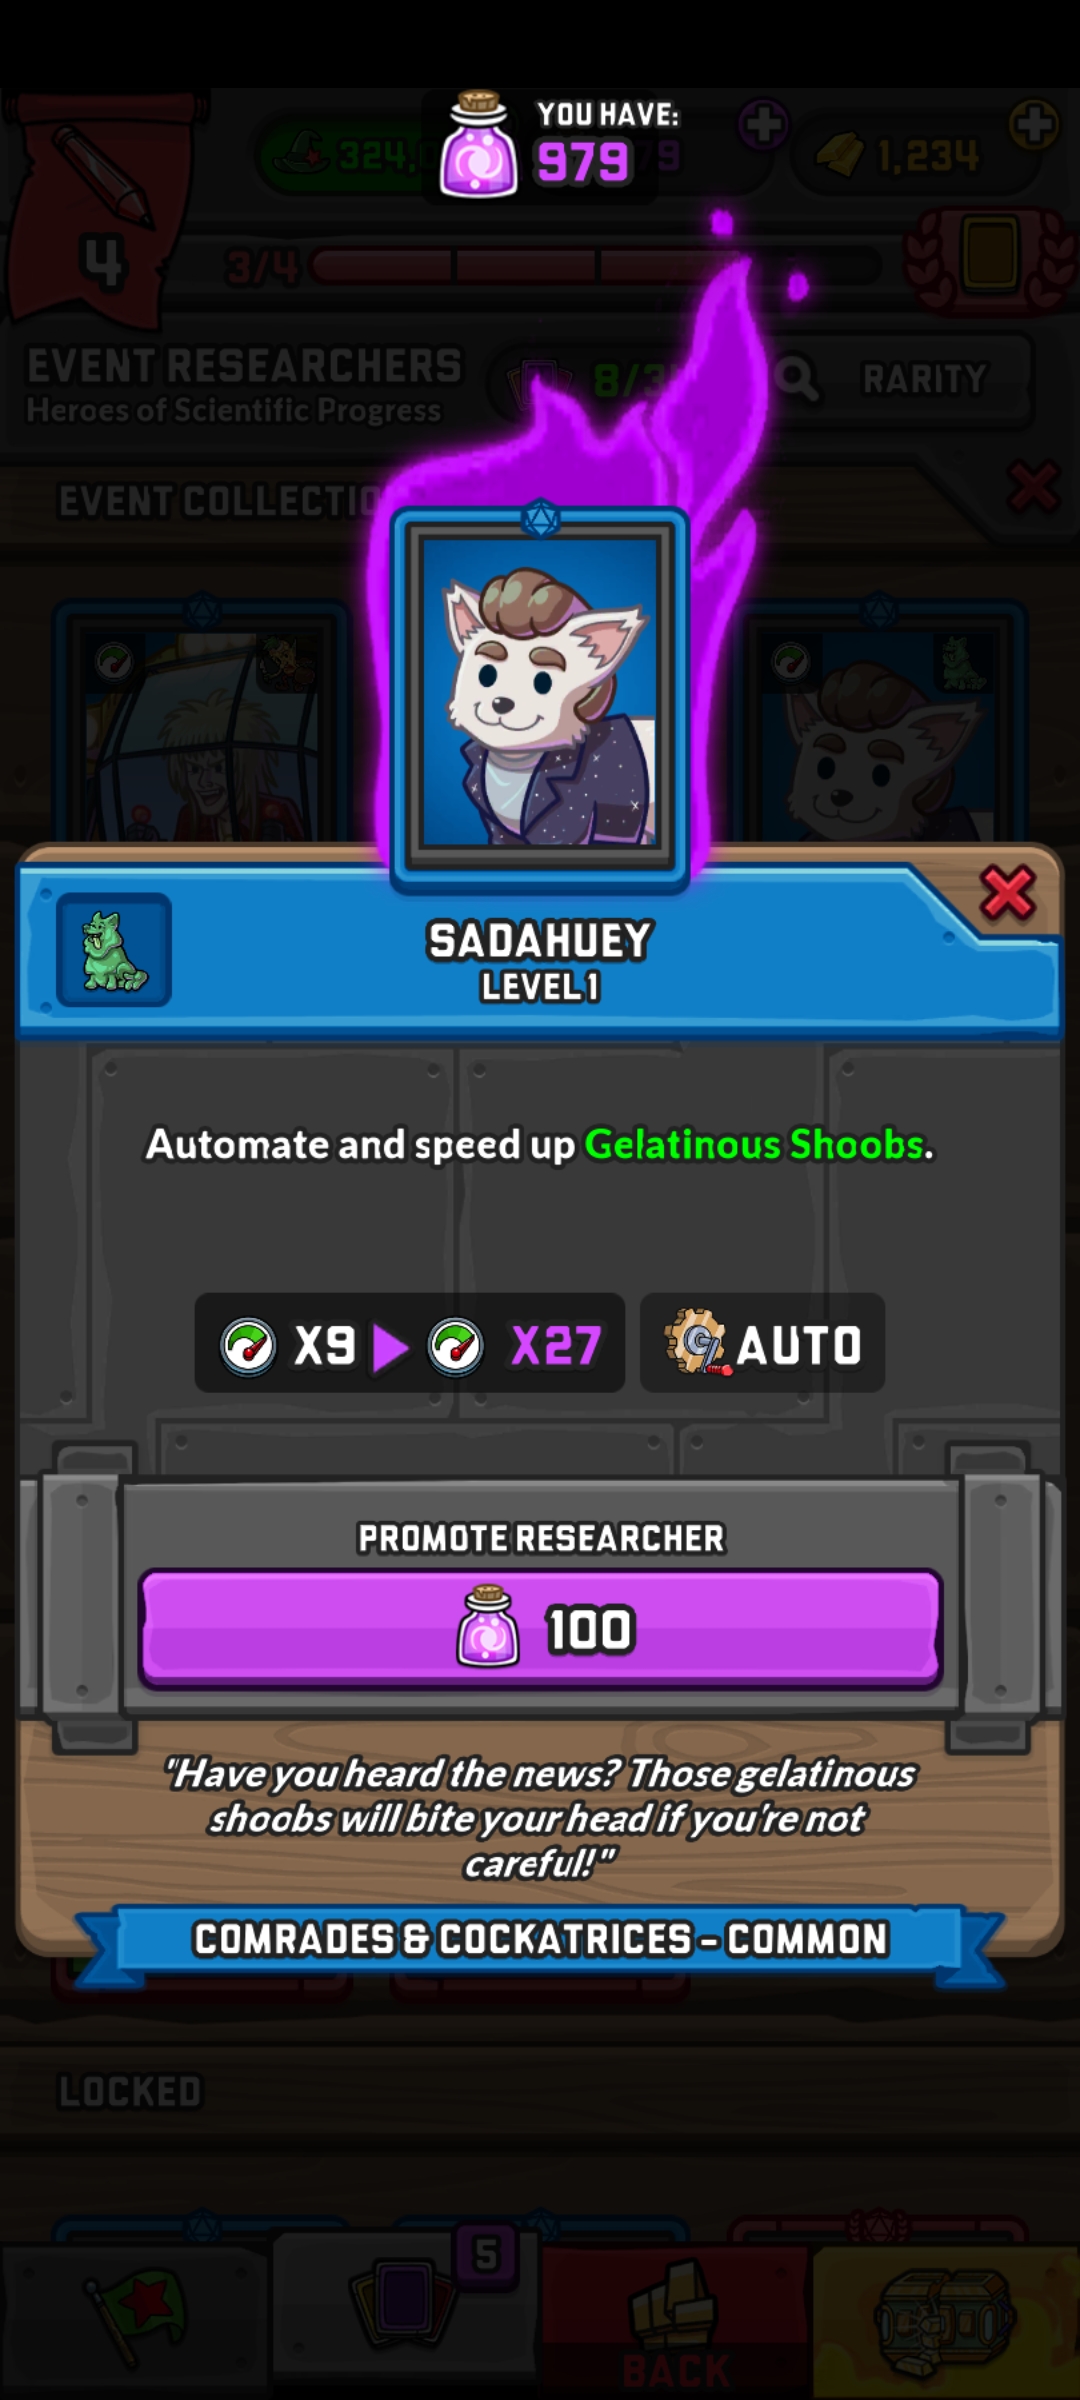 YOU HAVE:
979
1,234
4
3/4
EVENT RESEARCHERS
Heroes of Scientific Progress
RARITY
SADAHUEY
LEVEL 1
Automate and speed up Gelatinous Shoobs.
X9 X27 AUTO
PROMOTE RESEARCHER
100
"Have you heard the news? Those gelatinous
shoobs will bite your head if you're not
careful!"
COMRADES & COCKATRICES - COMMON
LOCKED
5
BACK